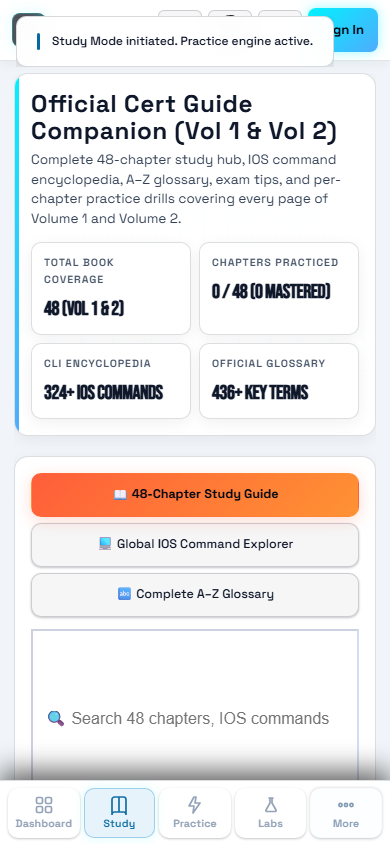 Study Mode initiated. Practice engine active.
gn In
Official Cert Guide
Companion (Vol 1 & Vol 2)
Complete 48-chapter study hub, IOS command
encyclopedia, A–Z glossary, exam tips, and per-
chapter practice drills covering every page of
Volume 1 and Volume 2.
TOTAL BOOK
COVERAGE
48 (VOL 1 & 2)
CHAPTERS PRACTICED
0 / 48 (0 MASTERED)
CLI ENCYCLOPEDIA
324+ IOS COMMANDS
OFFICIAL GLOSSARY
436+ KEY TERMS
📖 48-Chapter Study Guide
💻 Global IOS Command Explorer
🔤 Complete A–Z Glossary
🔍 Search 48 chapters, IOS commands
Dashboard
Study
Practice
Labs
More